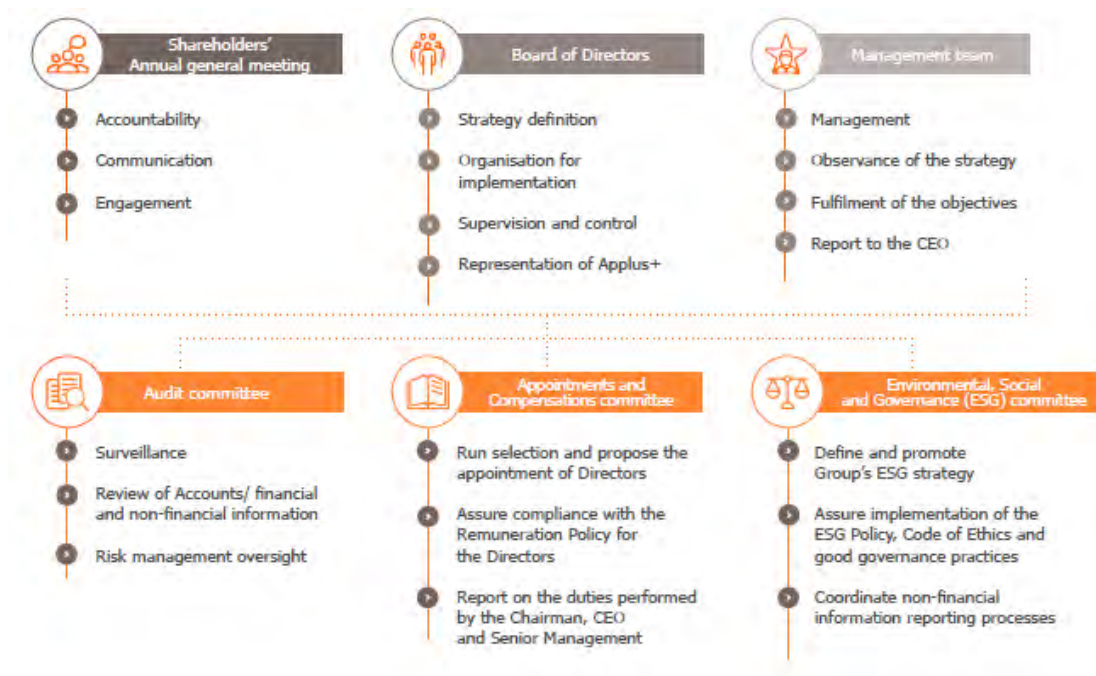 Shareholders'
Annual general meeting
Accountability
Communication
Engagement
Board of Directors
Strategy definition
Organisation for
implementation
Supervision and control
Representation of Applus+
Management team
Management
Observance of the strategy
Fulfilment of the objectives
Report to the CEO
Audit committee
Surveillance
Review of Accounts/ financial
and non-financial information
Risk management oversight
Appointments and
Compensations committee
Run selection and propose the
appointment of Directors
Assure compliance with the
Remuneration Policy for
the Directors
Report on the duties performed
by the Chairman, CEO
and Senior Management
Environmental, Social
and Governance (ESG) committee
Define and promote
Group's ESG strategy
Assure implementation of the
ESG Policy, Code of Ethics and
good governance practices
Coordinate non-financial
information reporting processes